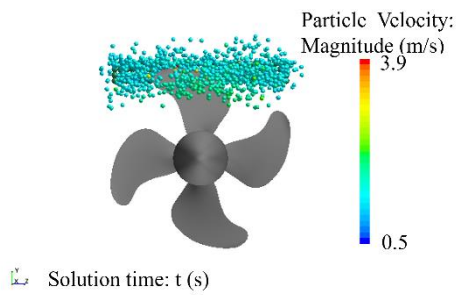 Particle Velocity:
Magnitude (m/s)
3.9
0.5
Solution time: t (s)